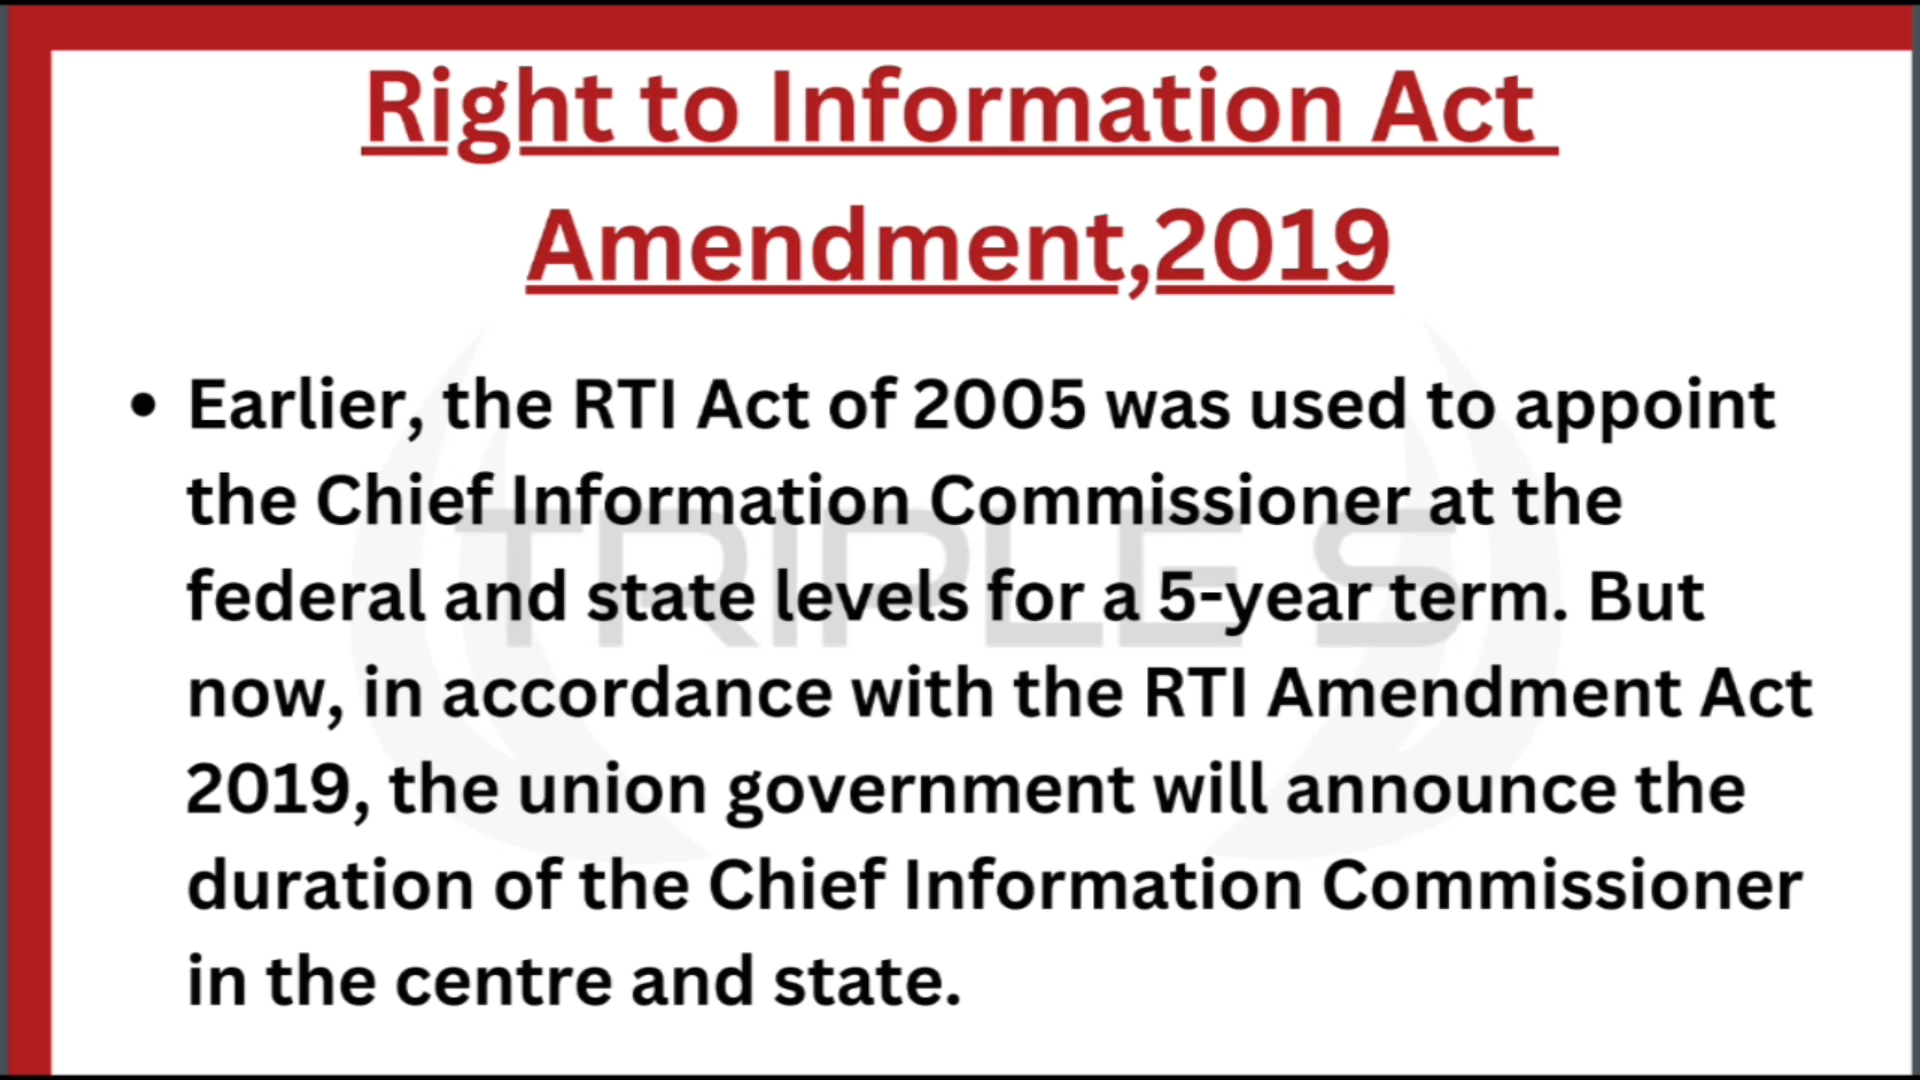 Right to Information Act
Amendment,2019
• Earlier, the RTI Act of 2005 was used to appoint
the Chief Information Commissioner at the
federal and state levels for a 5-year term. But
now, in accordance with the RTI Amendment Act
2019, the union government will announce the
duration of the Chief Information Commissioner
in the centre and state.
TRIPLE S